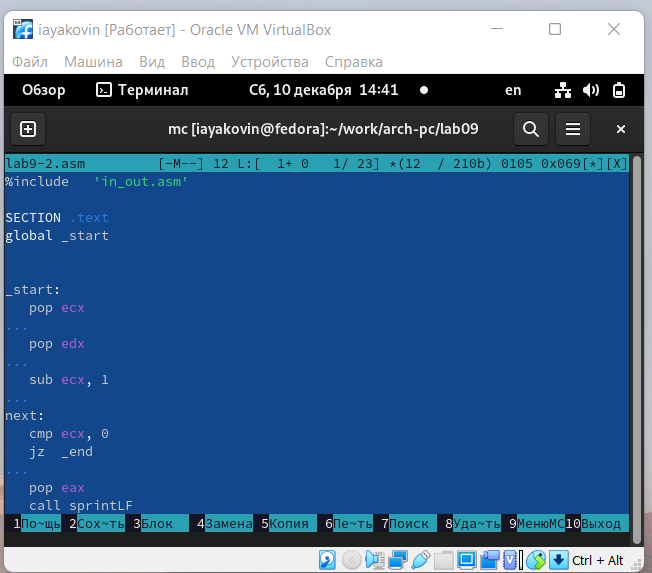 iayakovin [Работает] - Oracle VM VirtualBox
Файл Машина Вид Ввод Устройства Справка
Обзор Терминал Сб, 10 декабря 14:41 en
mc [iayakovin@fedora]:~/work/arch-pc/lab09
lab9-2.asm [-M--] 12 L:[ 1+ 0 1/ 23] *(12 / 210b) 0105 0x069[*][X]
%include 'in_out.asm'
SECTION .text
global _start
_start:
pop ecx
...
pop edx
...
sub ecx, 1
...
next:
cmp ecx, 0
jz _end
...
pop eax
call sprintLF
1По~щь 2Сох~ть 3Блок 4Замена 5Копия 6Пе~ть 7Поиск 8Уда~ть 9МенюMC 10Выход
Ctrl + Alt